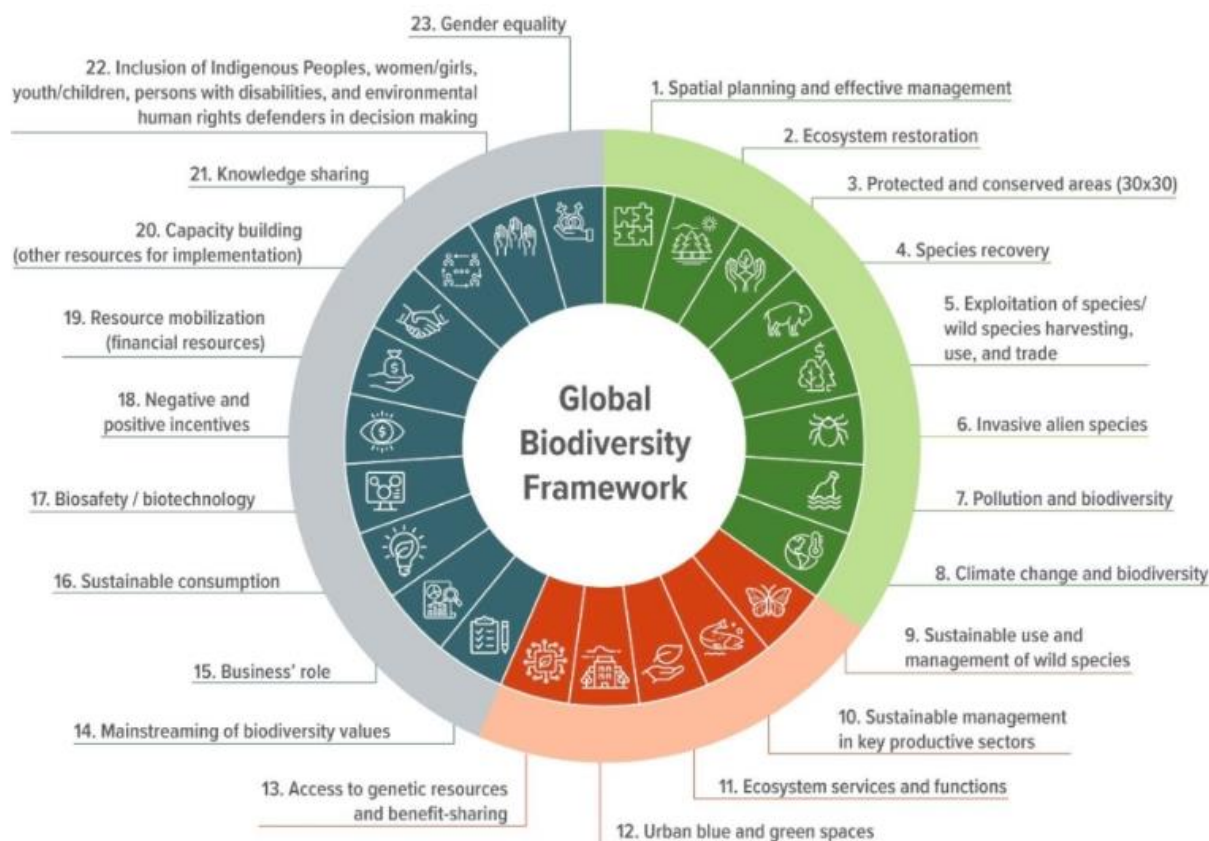 23. Gender equality
22. Inclusion of Indigenous Peoples, women/girls,
youth/children, persons with disabilities, and environmental
human rights defenders in decision making
21. Knowledge sharing
20. Capacity building
(other resources for implementation)
19. Resource mobilization
(financial resources)
18. Negative and
positive incentives
17. Biosafety / biotechnology
16. Sustainable consumption
15. Business' role
14. Mainstreaming of biodiversity values
13. Access to genetic resources
and benefit-sharing
Global
Biodiversity
Framework
1. Spatial planning and effective management
2. Ecosystem restoration
3. Protected and conserved areas (30x30)
4. Species recovery
5. Exploitation of species/
wild species harvesting,
use, and trade
6. Invasive alien species
7. Pollution and biodiversity
8. Climate change and biodiversity
9. Sustainable use and
management of wild species
10. Sustainable management
in key productive sectors
11. Ecosystem services and functions
12. Urban blue and green spaces